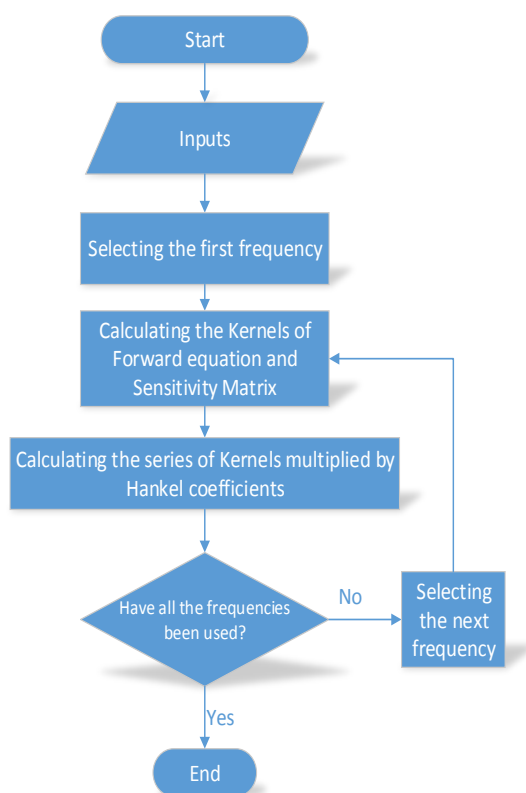 Start
Inputs
Selecting the first frequency
Calculating the Kernels of
Forward equation and
Sensitivity Matrix
Calculating the series of Kernels multiplied by
Hankel coefficients
Have all the frequencies
been used?
No
Selecting
the next
frequency
Yes
End